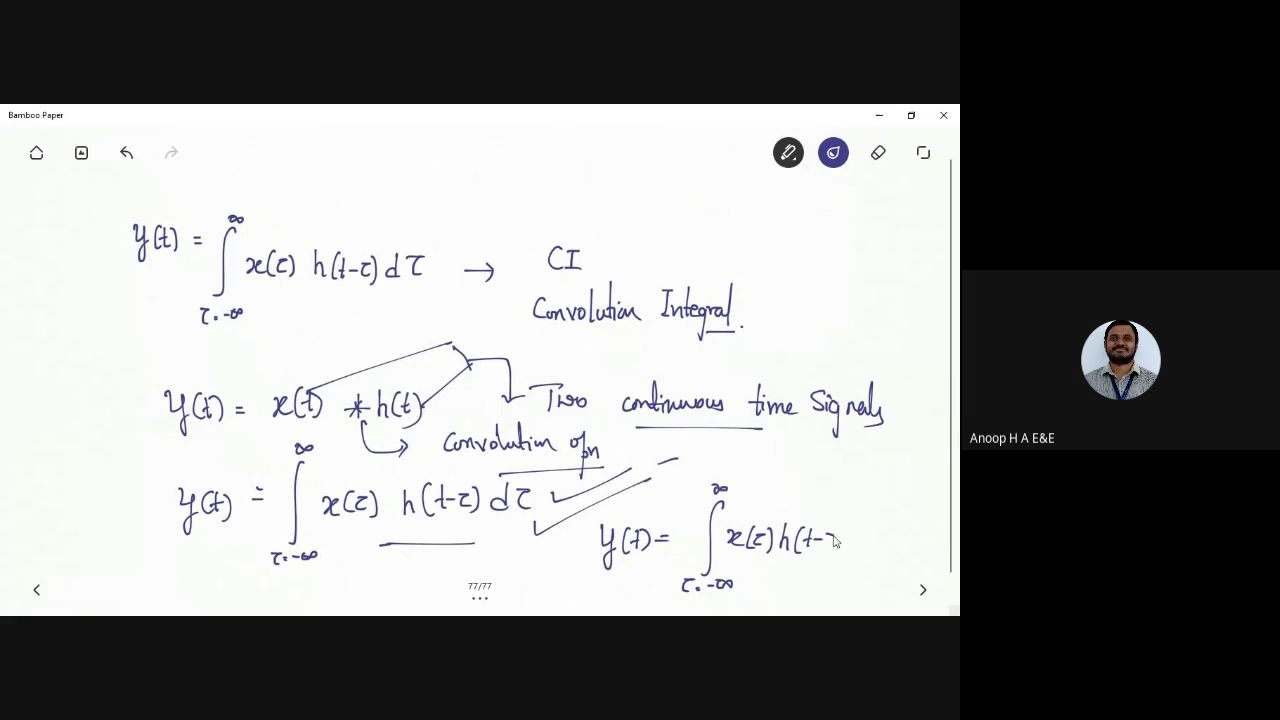 Bamboo Paper
y(t) = ∫_{τ=-∞}^{∞} x(τ) h(t-τ) dτ → CI
Convolution Integral.
y(t) = x(t) * h(t) Two continuous time Signals
Convolution opn
y(t) = ∫_{τ=-∞}^{∞} x(τ) h(t-τ) dτ
y(t) = ∫_{τ=-∞}^{∞} x(τ) h(t-τ
77/77
Anoop H A E&E